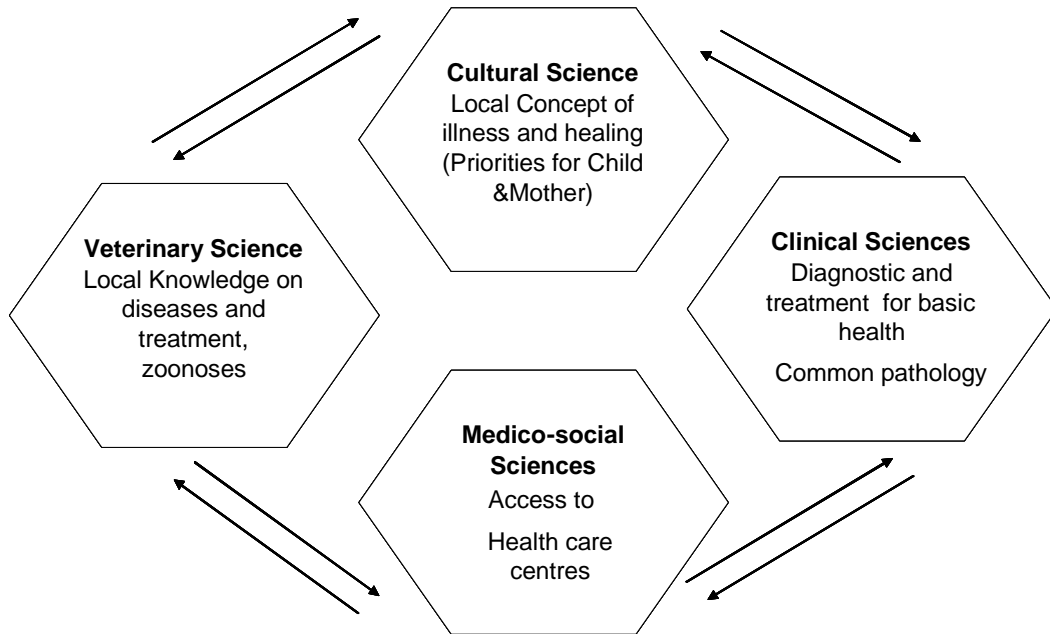 Cultural Science
Local Concept of
illness and healing
(Priorities for Child
&Mother)
Veterinary Science
Local Knowledge on
diseases and
treatment,
zoonoses
Clinical Sciences
Diagnostic and
treatment for basic
health
Common pathology
Medico-social
Sciences
Access to
Health care
centres